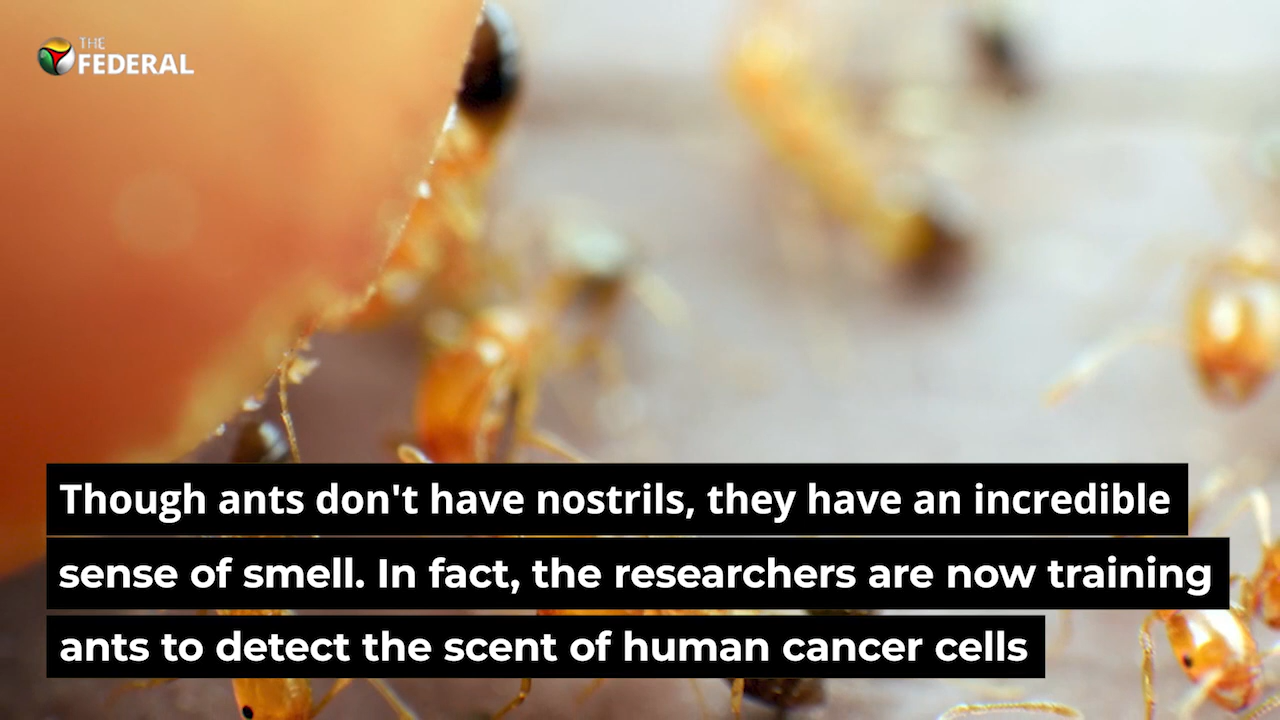 THE
FEDERAL
Though ants don't have nostrils, they have an incredible
sense of smell. In fact, the researchers are now training
ants to detect the scent of human cancer cells